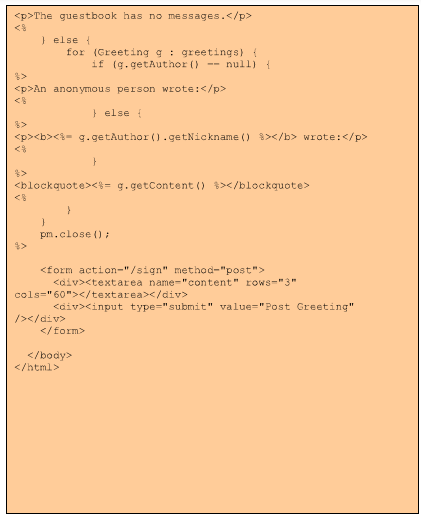 <p>The guestbook has no messages.</p>
<%
    } else {
        for (Greeting g : greetings) {
            if (g.getAuthor() == null) {
%>
<p>An anonymous person wrote:</p>
<%
            } else {
%>
<p><b><%= g.getAuthor().getNickname() %></b> wrote:</p>
<%
            }
%>
<blockquote><%= g.getContent() %></blockquote>
<%
        }
    }
    pm.close();
%>

    <form action="/sign" method="post">
      <div><textarea name="content" rows="3"
cols="60"></textarea></div>
      <div><input type="submit" value="Post Greeting"
/></div>
    </form>

  </body>
</html>